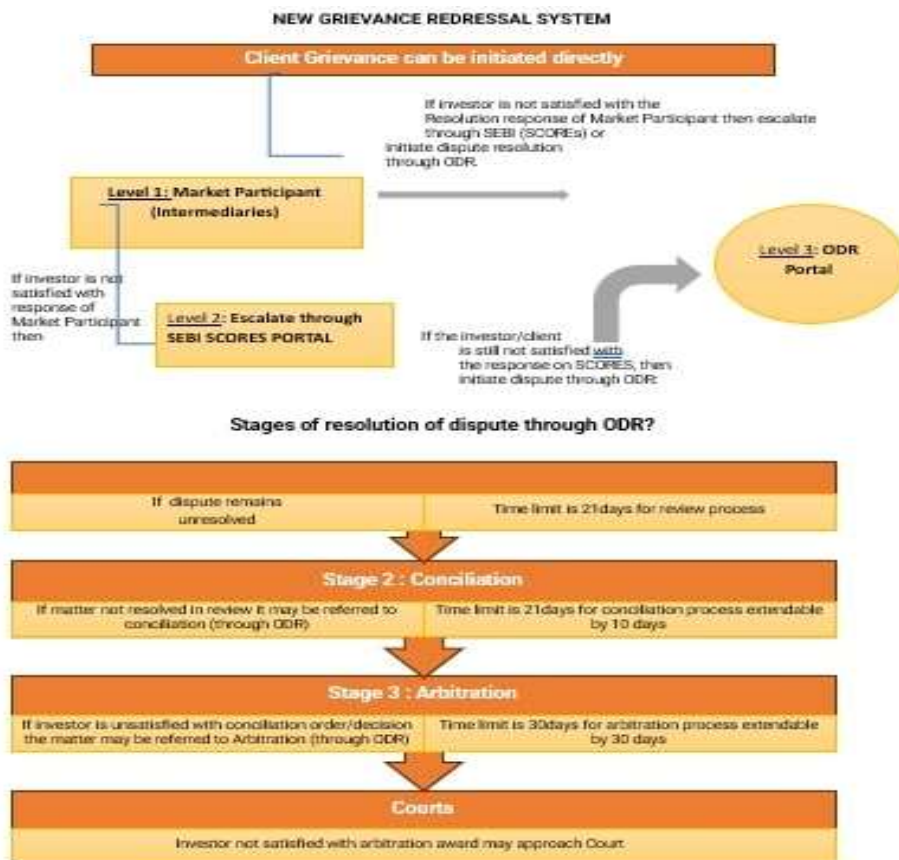 NEW GRIEVANCE REDRESSAL SYSTEM
Client Grievance can be initiated directly
If investor is not satisfied with the
Resolution response of Market Participant then escalate
through SEBI (SCOREs) or
initiate dispute resolution
through ODR.
Level 1: Market Participant
(Intermediaries)
Level 3: ODR
Portal
If investor is not
satisfied with
response of
Market Participant
then
Level 2: Escalate through
SEBI SCORES PORTAL
If the investor/client
is still not satisfied with
the response on SCORES, then
initiate dispute through ODR:
Stages of resolution of dispute through ODR?
If dispute remains
unresolved
Time limit is 21days for review process
Stage 2 : Conciliation
If matter not resolved in review it may be referred to
conciliation (through ODR)
Time limit is 21days for conciliation process extendable
by 10 days
Stage 3 : Arbitration
If investor is unsatisfied with conciliation order/decision
the matter may be referred to Arbitration (through ODR)
Time limit is 30days for arbitration process extendable
by 30 days
Courts
Investor not satisfied with arbitration award may approach Court